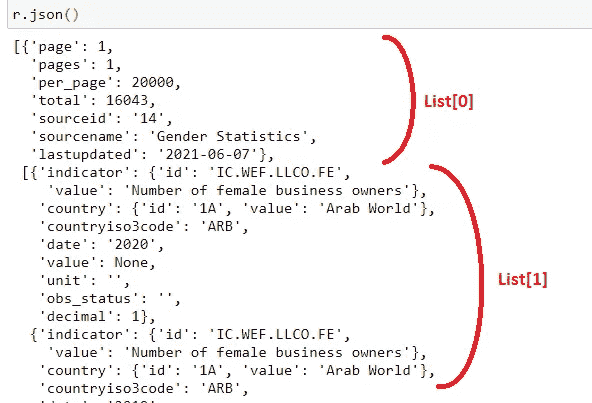 r.json()
[{'page': 1,
'pages': 1,
'per_page': 20000,
'total': 16043,
'sourceid': '14',
'sourcename': 'Gender Statistics',
'lastupdated': '2021-06-07'},
List[0]
[{'indicator': {'id': 'IC.WEF.LLCO.FE',
'value': 'Number of female business owners'},
'country': {'id': '1A', 'value': 'Arab World'},
'countryiso3code': 'ARB',
'date': '2020',
'value': None,
'unit': '',
'obs_status': '',
'decimal': 1},
{'indicator': {'id': 'IC.WEF.LLCO.FE',
'value': 'Number of female business owners'},
'country': {'id': '1A', 'value': 'Arab World'},
'countryiso3code': 'ARB',
List[1]